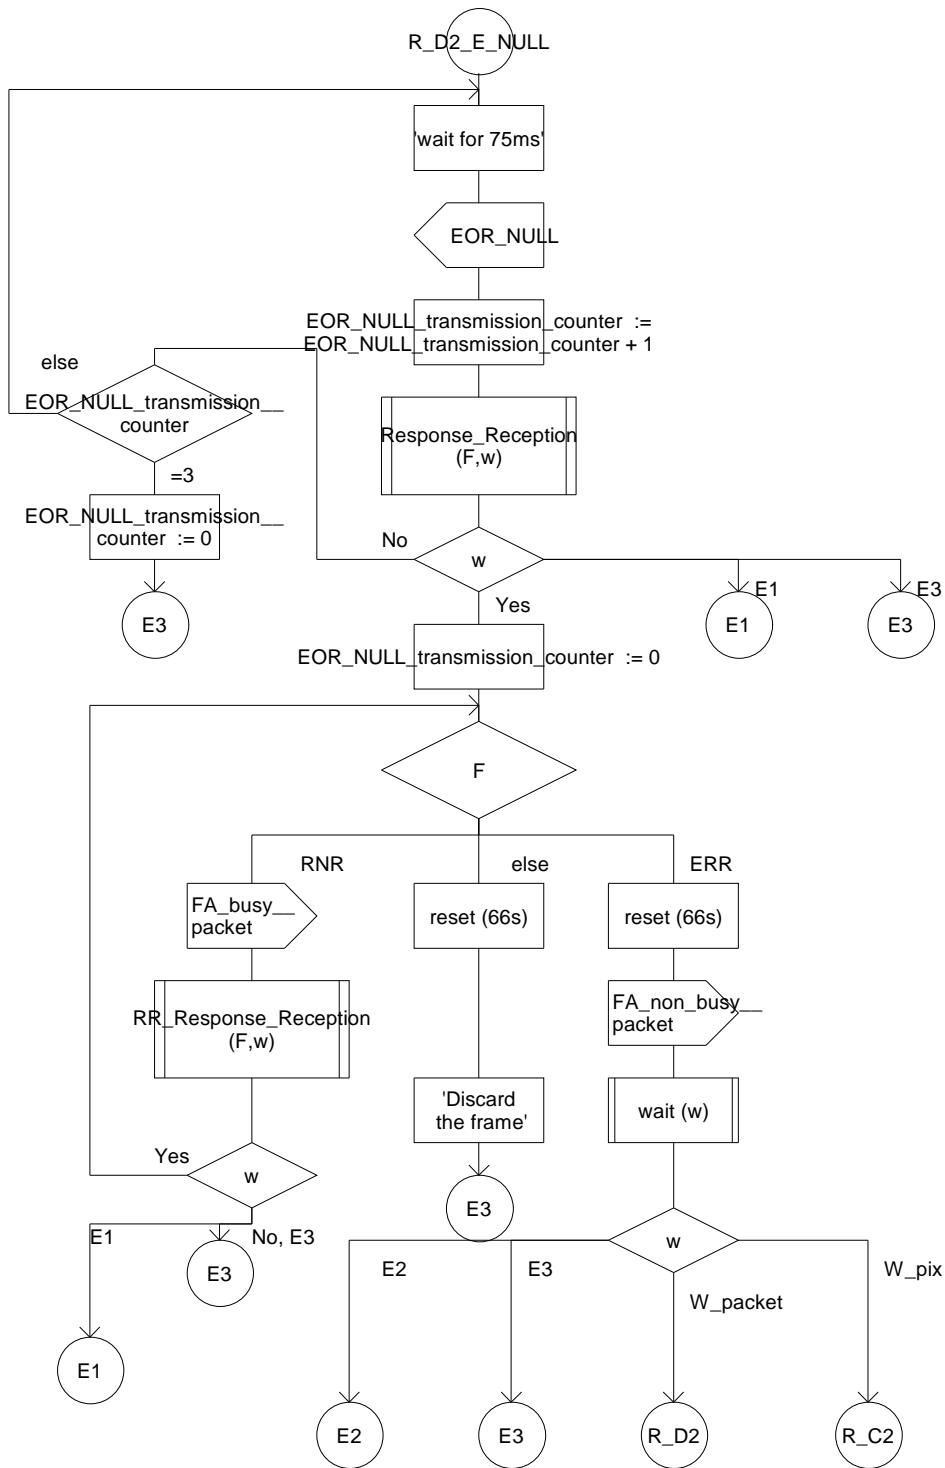 R_D2_E_NULL
'wait for 75ms'
EOR_NULL
EOR_NULL_transmission_counter :=
EOR_NULL_transmission_counter + 1
else
EOR_NULL_transmission__
counter
Response_Reception
(F,w)
=3
EOR_NULL_transmission__
counter := 0
No
w
E1
E3
Yes
E3
E1
E3
EOR_NULL_transmission_counter := 0
F
RNR
else
ERR
FA_busy__
packet
reset (66s)
reset (66s)
FA_non_busy__
packet
RR_Response_Reception
(F,w)
'Discard
the frame'
wait (w)
Yes
w
E3
E1
No, E3
w
E3
E2
E3
W_pix
W_packet
E1
E2
E3
R_D2
R_C2